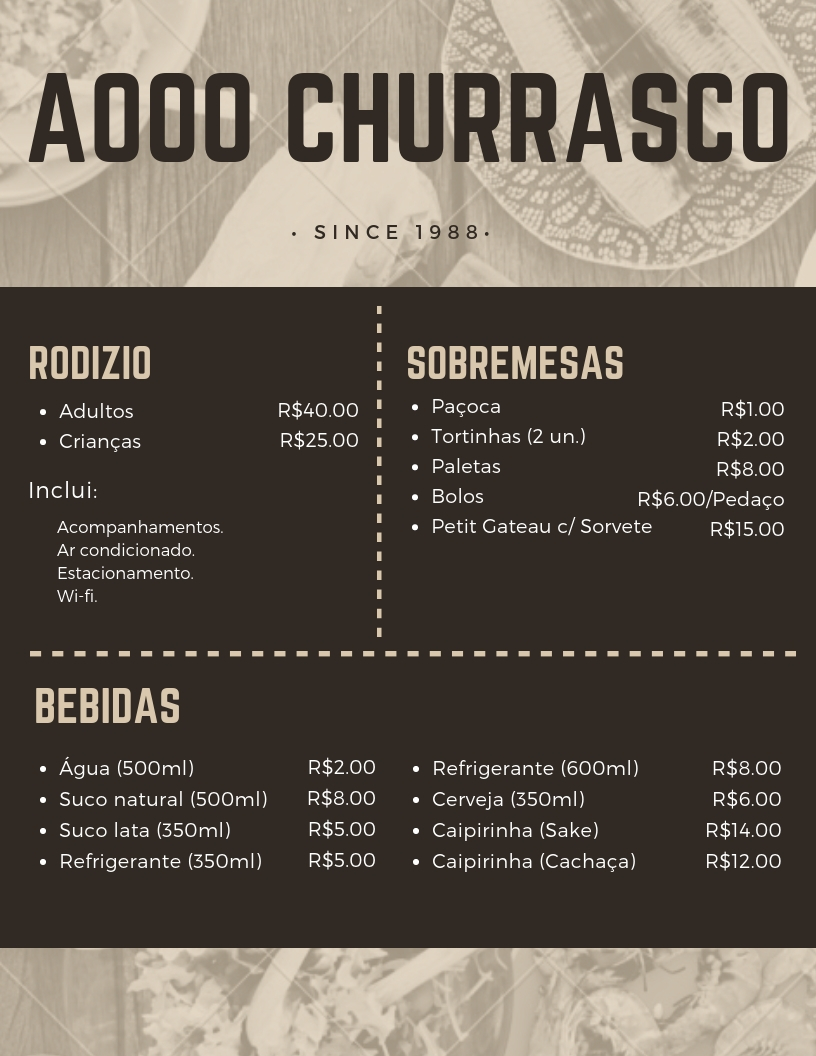 AOOO CHURRASCO
• SINCE 1988•
RODIZIO
• Adultos R$40.00
• Crianças R$25.00
Inclui:
Acompanhamentos.
Ar condicionado.
Estacionamento.
Wi-fi.
SOBREMESAS
• Paçoca R$1.00
• Tortinhas (2 un.) R$2.00
• Paletas R$8.00
• Bolos R$6.00/Pedaço
• Petit Gateau c/ Sorvete R$15.00
BEBIDAS
• Água (500ml) R$2.00
• Suco natural (500ml) R$8.00
• Suco lata (350ml) R$5.00
• Refrigerante (350ml) R$5.00
• Refrigerante (600ml) R$8.00
• Cerveja (350ml) R$6.00
• Caipirinha (Sake) R$14.00
• Caipirinha (Cachaça) R$12.00